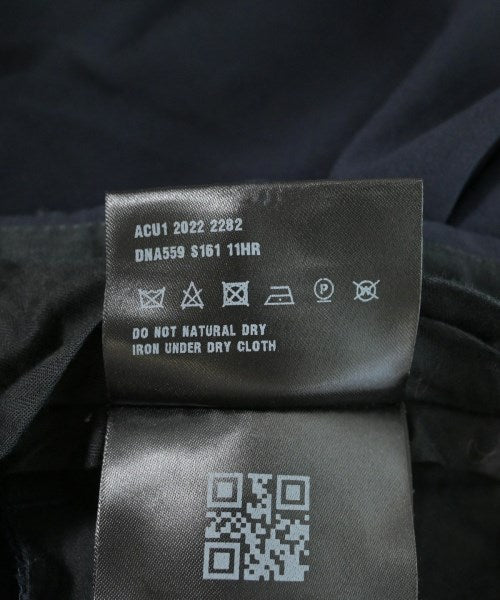 ACU1 2022 2282
DNA559 S161 11HR
P
W
DO NOT NATURAL DRY
IRON UNDER DRY CLOTH